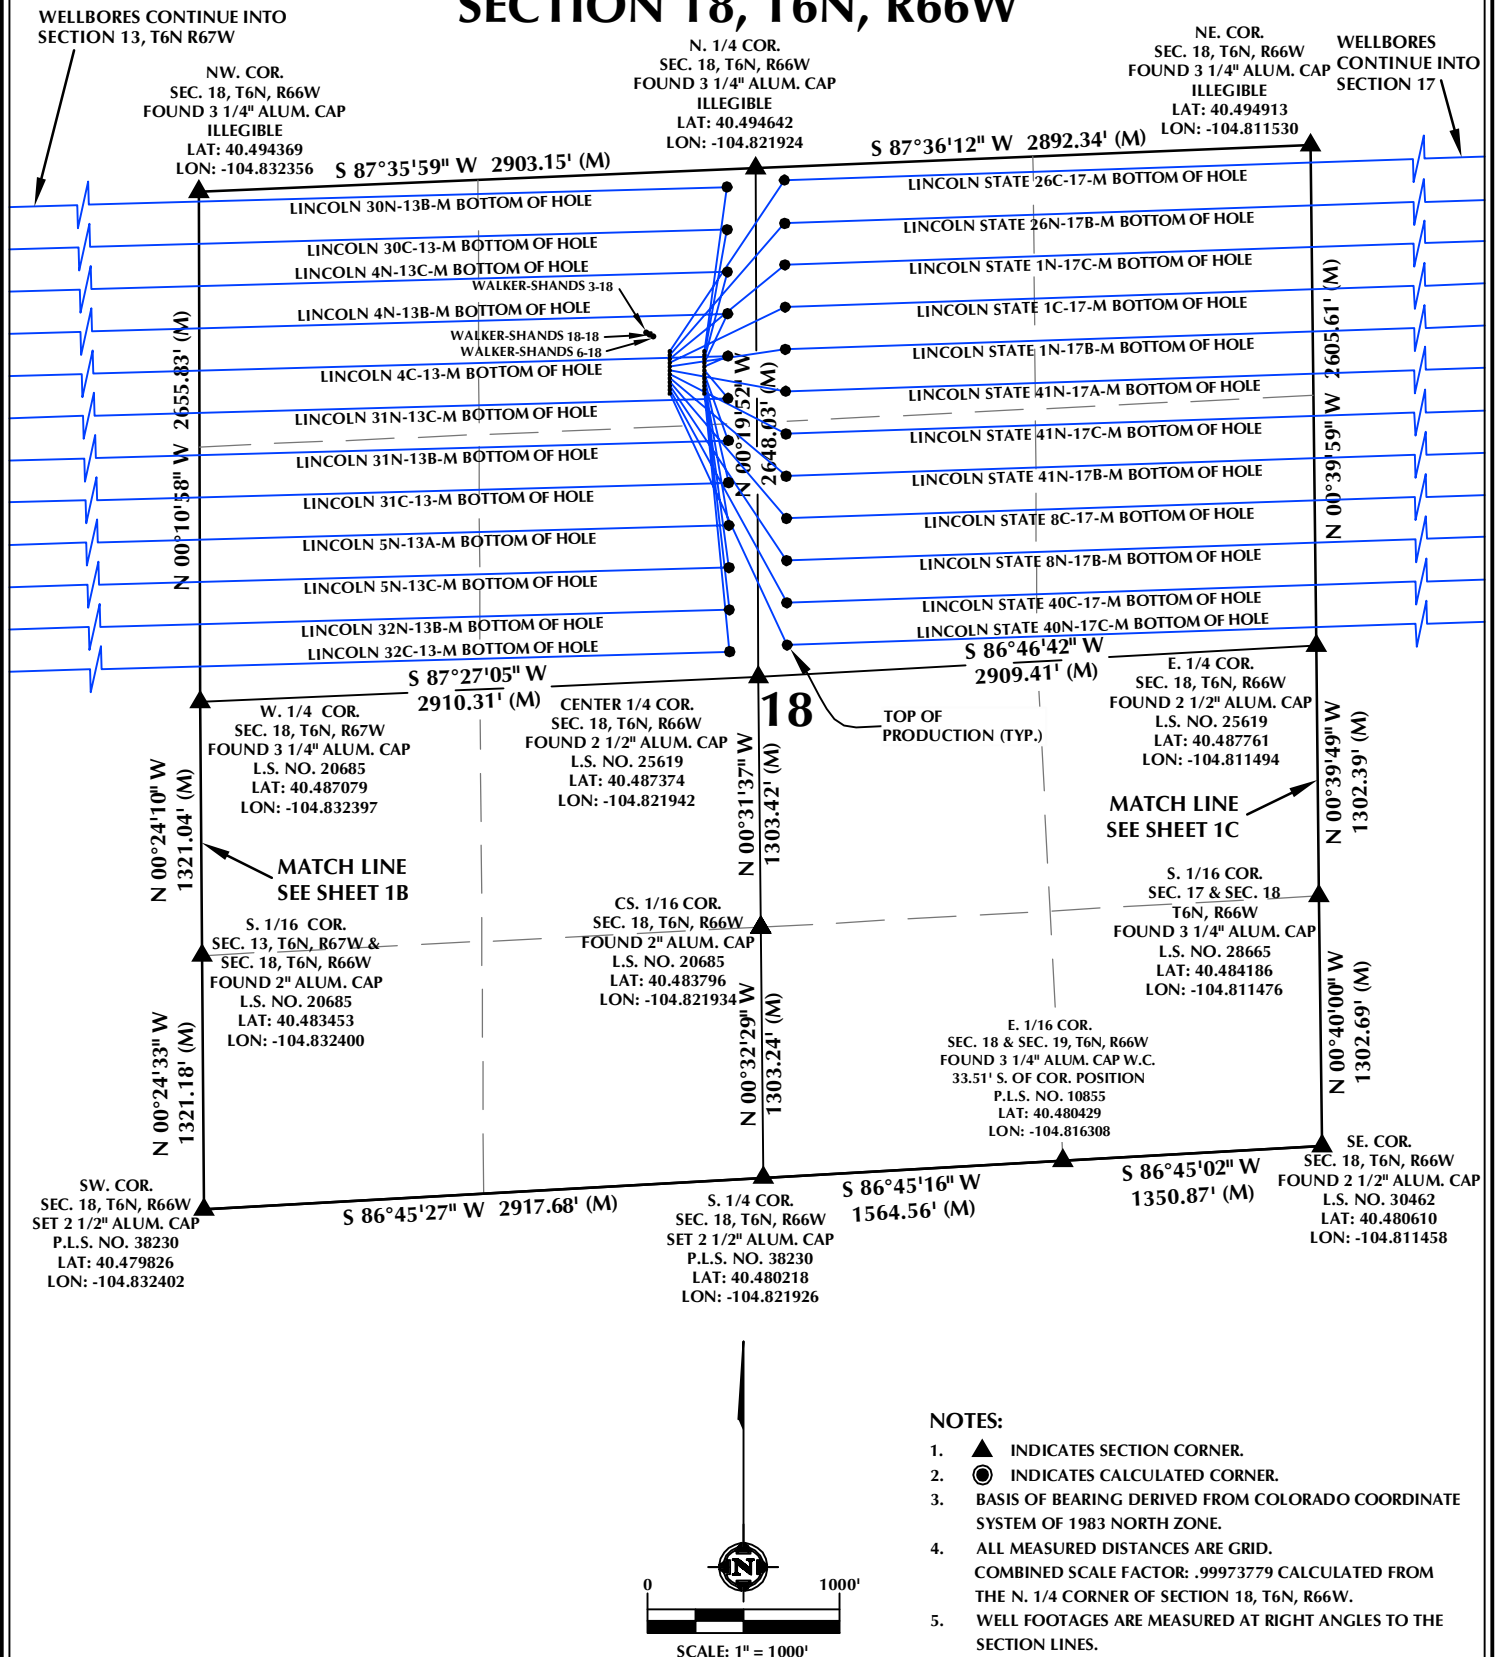 SECTION 18, T6N, R66W
WELLBORES CONTINUE INTO
SECTION 13, T6N R67W
NW. COR.
SEC. 18, T6N, R66W
FOUND 3 1/4" ALUM. CAP
ILLEGIBLE
LAT: 40.494369
LON: -104.832356
N. 1/4 COR.
SEC. 18, T6N, R66W
FOUND 3 1/4" ALUM. CAP
ILLEGIBLE
LAT: 40.494642
LON: -104.821924
NE. COR.
SEC. 18, T6N, R66W
FOUND 3 1/4" ALUM. CAP
ILLEGIBLE
LAT: 40.494913
LON: -104.811530
WELLBORES
CONTINUE INTO
SECTION 17
S 87°35'59" W 2903.15' (M)
S 87°36'12" W 2892.34' (M)
LINCOLN 30N-13B-M BOTTOM OF HOLE
LINCOLN 30C-13-M BOTTOM OF HOLE
LINCOLN 4N-13C-M BOTTOM OF HOLE
WALKER-SHANDS 3-18
LINCOLN 4N-13B-M BOTTOM OF HOLE
WALKER-SHANDS 18-18
WALKER-SHANDS 6-18
LINCOLN 4C-13-M BOTTOM OF HOLE
LINCOLN 31N-13C-M BOTTOM OF HOLE
LINCOLN 31N-13B-M BOTTOM OF HOLE
LINCOLN 31C-13-M BOTTOM OF HOLE
LINCOLN 5N-13A-M BOTTOM OF HOLE
LINCOLN 5N-13C-M BOTTOM OF HOLE
LINCOLN 32N-13B-M BOTTOM OF HOLE
LINCOLN 32C-13-M BOTTOM OF HOLE
LINCOLN STATE 26C-17-M BOTTOM OF HOLE
LINCOLN STATE 26N-17B-M BOTTOM OF HOLE
LINCOLN STATE 1N-17C-M BOTTOM OF HOLE
LINCOLN STATE 1C-17-M BOTTOM OF HOLE
LINCOLN STATE 1N-17B-M BOTTOM OF HOLE
LINCOLN STATE 41N-17A-M BOTTOM OF HOLE
LINCOLN STATE 41N-17C-M BOTTOM OF HOLE
LINCOLN STATE 41N-17B-M BOTTOM OF HOLE
LINCOLN STATE 8C-17-M BOTTOM OF HOLE
LINCOLN STATE 8N-17B-M BOTTOM OF HOLE
LINCOLN STATE 40C-17-M BOTTOM OF HOLE
LINCOLN STATE 40N-17C-M BOTTOM OF HOLE
N 00°10'58" W 2655.83' (M)
N 00°19'52" W
2648.03' (M)
N 00°39'59" W 2605.61' (M)
S 87°27'05" W
2910.31' (M)
S 86°46'42" W
2909.41' (M)
W. 1/4 COR.
SEC. 18, T6N, R67W
FOUND 3 1/4" ALUM. CAP
L.S. NO. 20685
LAT: 40.487079
LON: -104.832397
CENTER 1/4 COR.
SEC. 18, T6N, R66W
FOUND 2 1/2" ALUM. CAP
L.S. NO. 25619
LAT: 40.487374
LON: -104.821942
18
TOP OF
PRODUCTION (TYP.)
E. 1/4 COR.
SEC. 18, T6N, R66W
FOUND 2 1/2" ALUM. CAP
L.S. NO. 25619
LAT: 40.487761
LON: -104.811494
N 00°24'10" W
1321.04' (M)
N 00°31'37" W
1303.42' (M)
N 00°39'49" W
1302.39' (M)
MATCH LINE
SEE SHEET 1B
MATCH LINE
SEE SHEET 1C
S. 1/16 COR.
SEC. 13, T6N, R67W &
SEC. 18, T6N, R66W
FOUND 2" ALUM. CAP
L.S. NO. 20685
LAT: 40.483453
LON: -104.832400
CS. 1/16 COR.
SEC. 18, T6N, R66W
FOUND 2" ALUM. CAP
L.S. NO. 20685
LAT: 40.483796
LON: -104.821934
S. 1/16 COR.
SEC. 17 & SEC. 18
T6N, R66W
FOUND 3 1/4" ALUM. CAP
L.S. NO. 28665
LAT: 40.484186
LON: -104.811476
N 00°24'33" W
1321.18' (M)
N 00°32'29" W
1303.24' (M)
N 00°40'00" W
1302.69' (M)
E. 1/16 COR.
SEC. 18 & SEC. 19, T6N, R66W
FOUND 3 1/4" ALUM. CAP W.C.
33.51' S. OF COR. POSITION
P.L.S. NO. 10855
LAT: 40.480429
LON: -104.816308
SW. COR.
SEC. 18, T6N, R66W
SET 2 1/2" ALUM. CAP
P.L.S. NO. 38230
LAT: 40.479826
LON: -104.832402
S 86°45'27" W 2917.68' (M)
S. 1/4 COR.
SEC. 18, T6N, R66W
SET 2 1/2" ALUM. CAP
P.L.S. NO. 38230
LAT: 40.480218
LON: -104.821926
S 86°45'16" W
1564.56' (M)
S 86°45'02" W
1350.87' (M)
SE. COR.
SEC. 18, T6N, R66W
FOUND 2 1/2" ALUM. CAP
L.S. NO. 30462
LAT: 40.480610
LON: -104.811458
N
0 1000'
SCALE: 1" = 1000'
NOTES:
1. INDICATES SECTION CORNER.
2. INDICATES CALCULATED CORNER.
3. BASIS OF BEARING DERIVED FROM COLORADO COORDINATE
SYSTEM OF 1983 NORTH ZONE.
4. ALL MEASURED DISTANCES ARE GRID.
COMBINED SCALE FACTOR: .99973779 CALCULATED FROM
THE N. 1/4 CORNER OF SECTION 18, T6N, R66W.
5. WELL FOOTAGES ARE MEASURED AT RIGHT ANGLES TO THE
SECTION LINES.